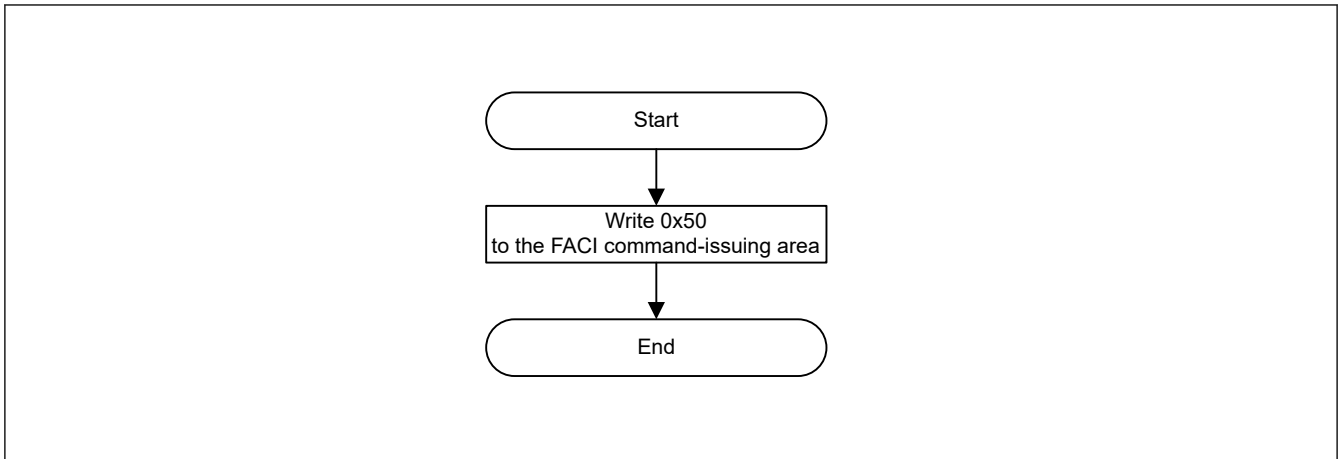 Start
Write 0x50
to the FACI command-issuing area
End